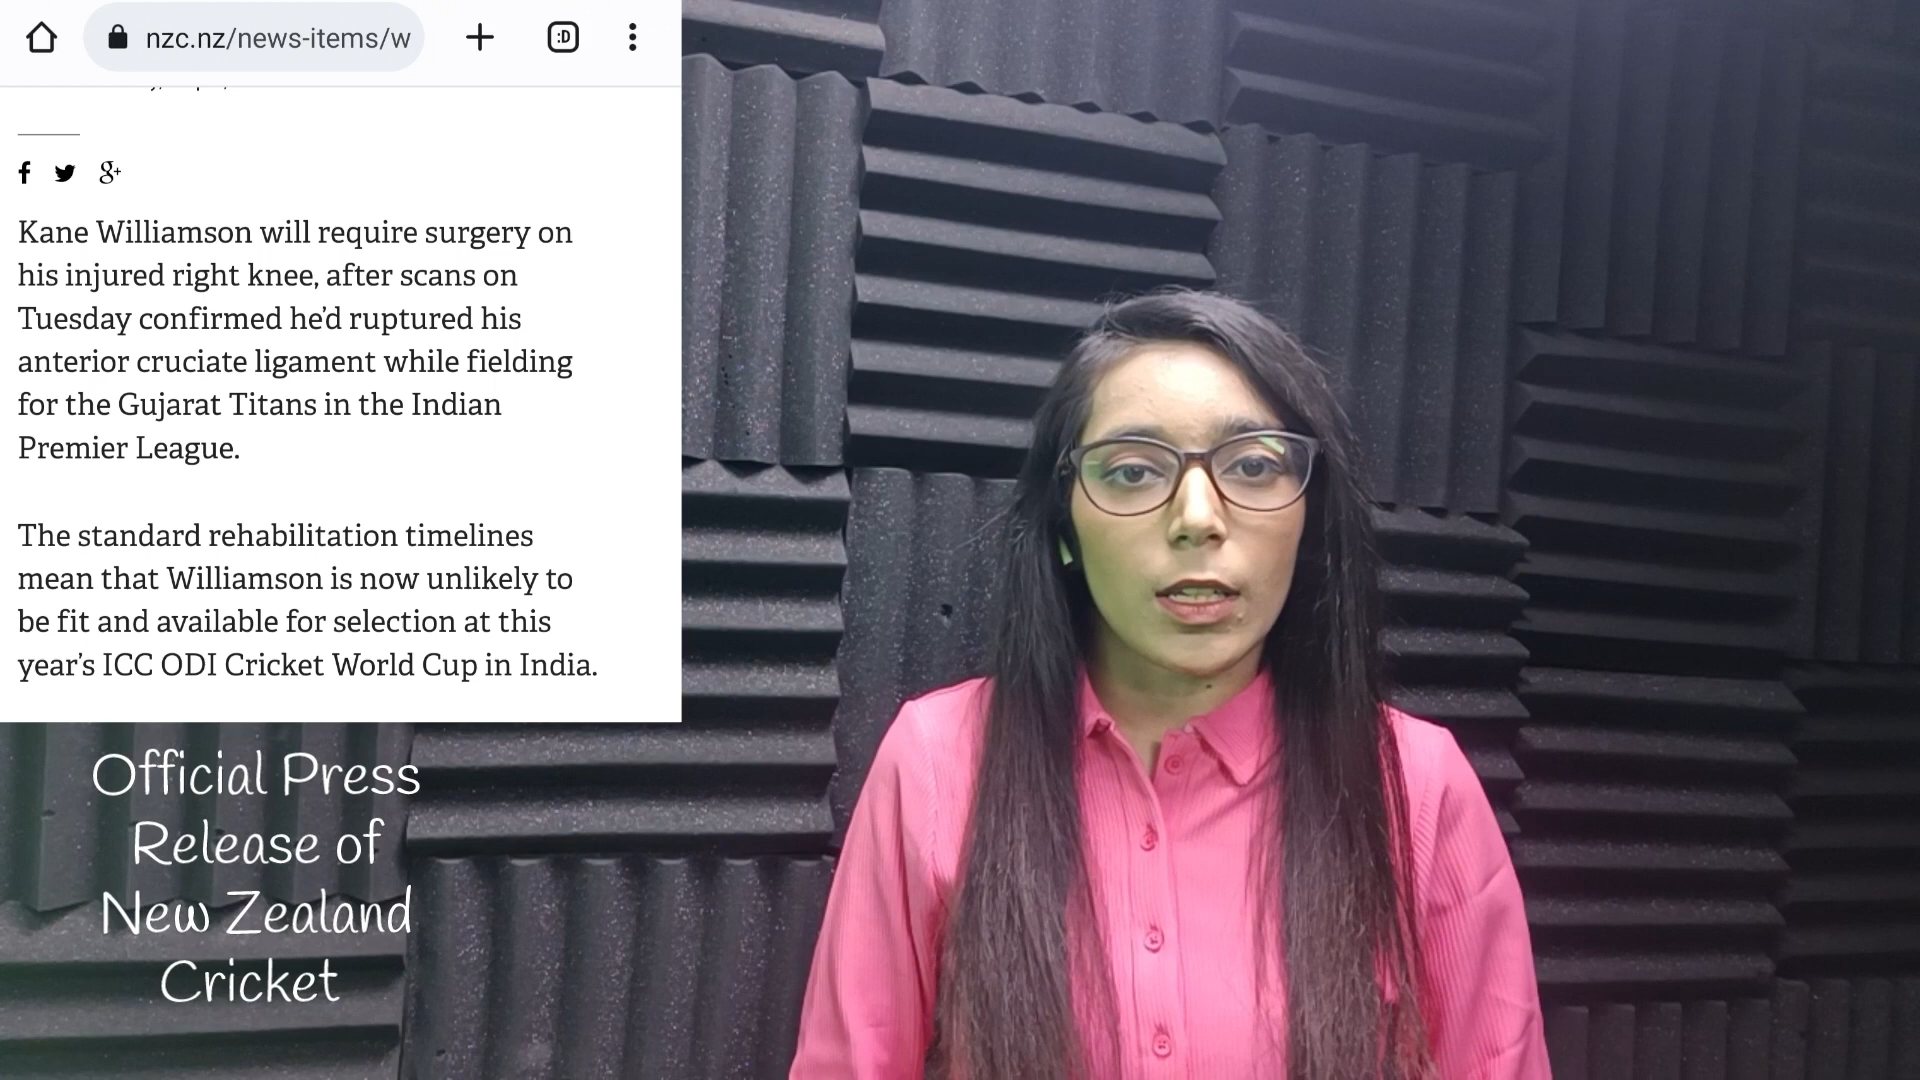 nzc.nz/news-items/w
:D
Kane Williamson will require surgery on
his injured right knee, after scans on
Tuesday confirmed he’d ruptured his
anterior cruciate ligament while fielding
for the Gujarat Titans in the Indian
Premier League.
The standard rehabilitation timelines
mean that Williamson is now unlikely to
be fit and available for selection at this
year’s ICC ODI Cricket World Cup in India.
Official Press
Release of
New Zealand
Cricket